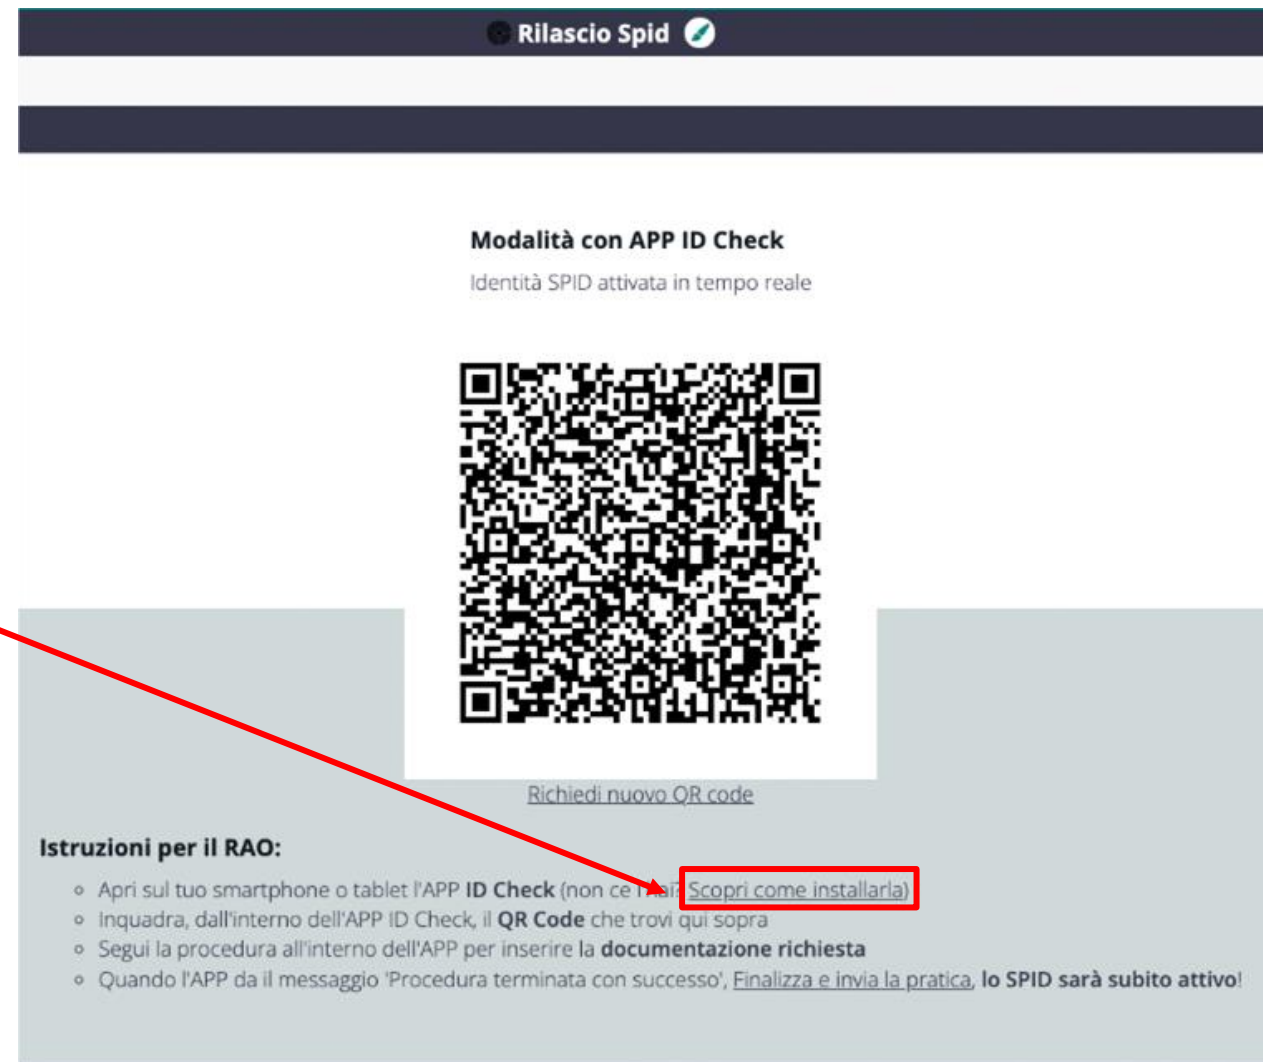 Rilascio Spid
Modalità con APP ID Check
Identità SPID attivata in tempo reale
Richiedi nuovo QR code
Istruzioni per il RAO:
Apri sul tuo smartphone o tablet l'APP ID Check (non ce l'hai? Scopri come installarla)
Inquadra, dall'interno dell'APP ID Check, il QR Code che trovi qui sopra
Segui la procedura all'interno dell'APP per inserire la documentazione richiesta
Quando l'APP da il messaggio 'Procedura terminata con successo', Finalizza e invia la pratica, lo SPID sarà subito attivo!